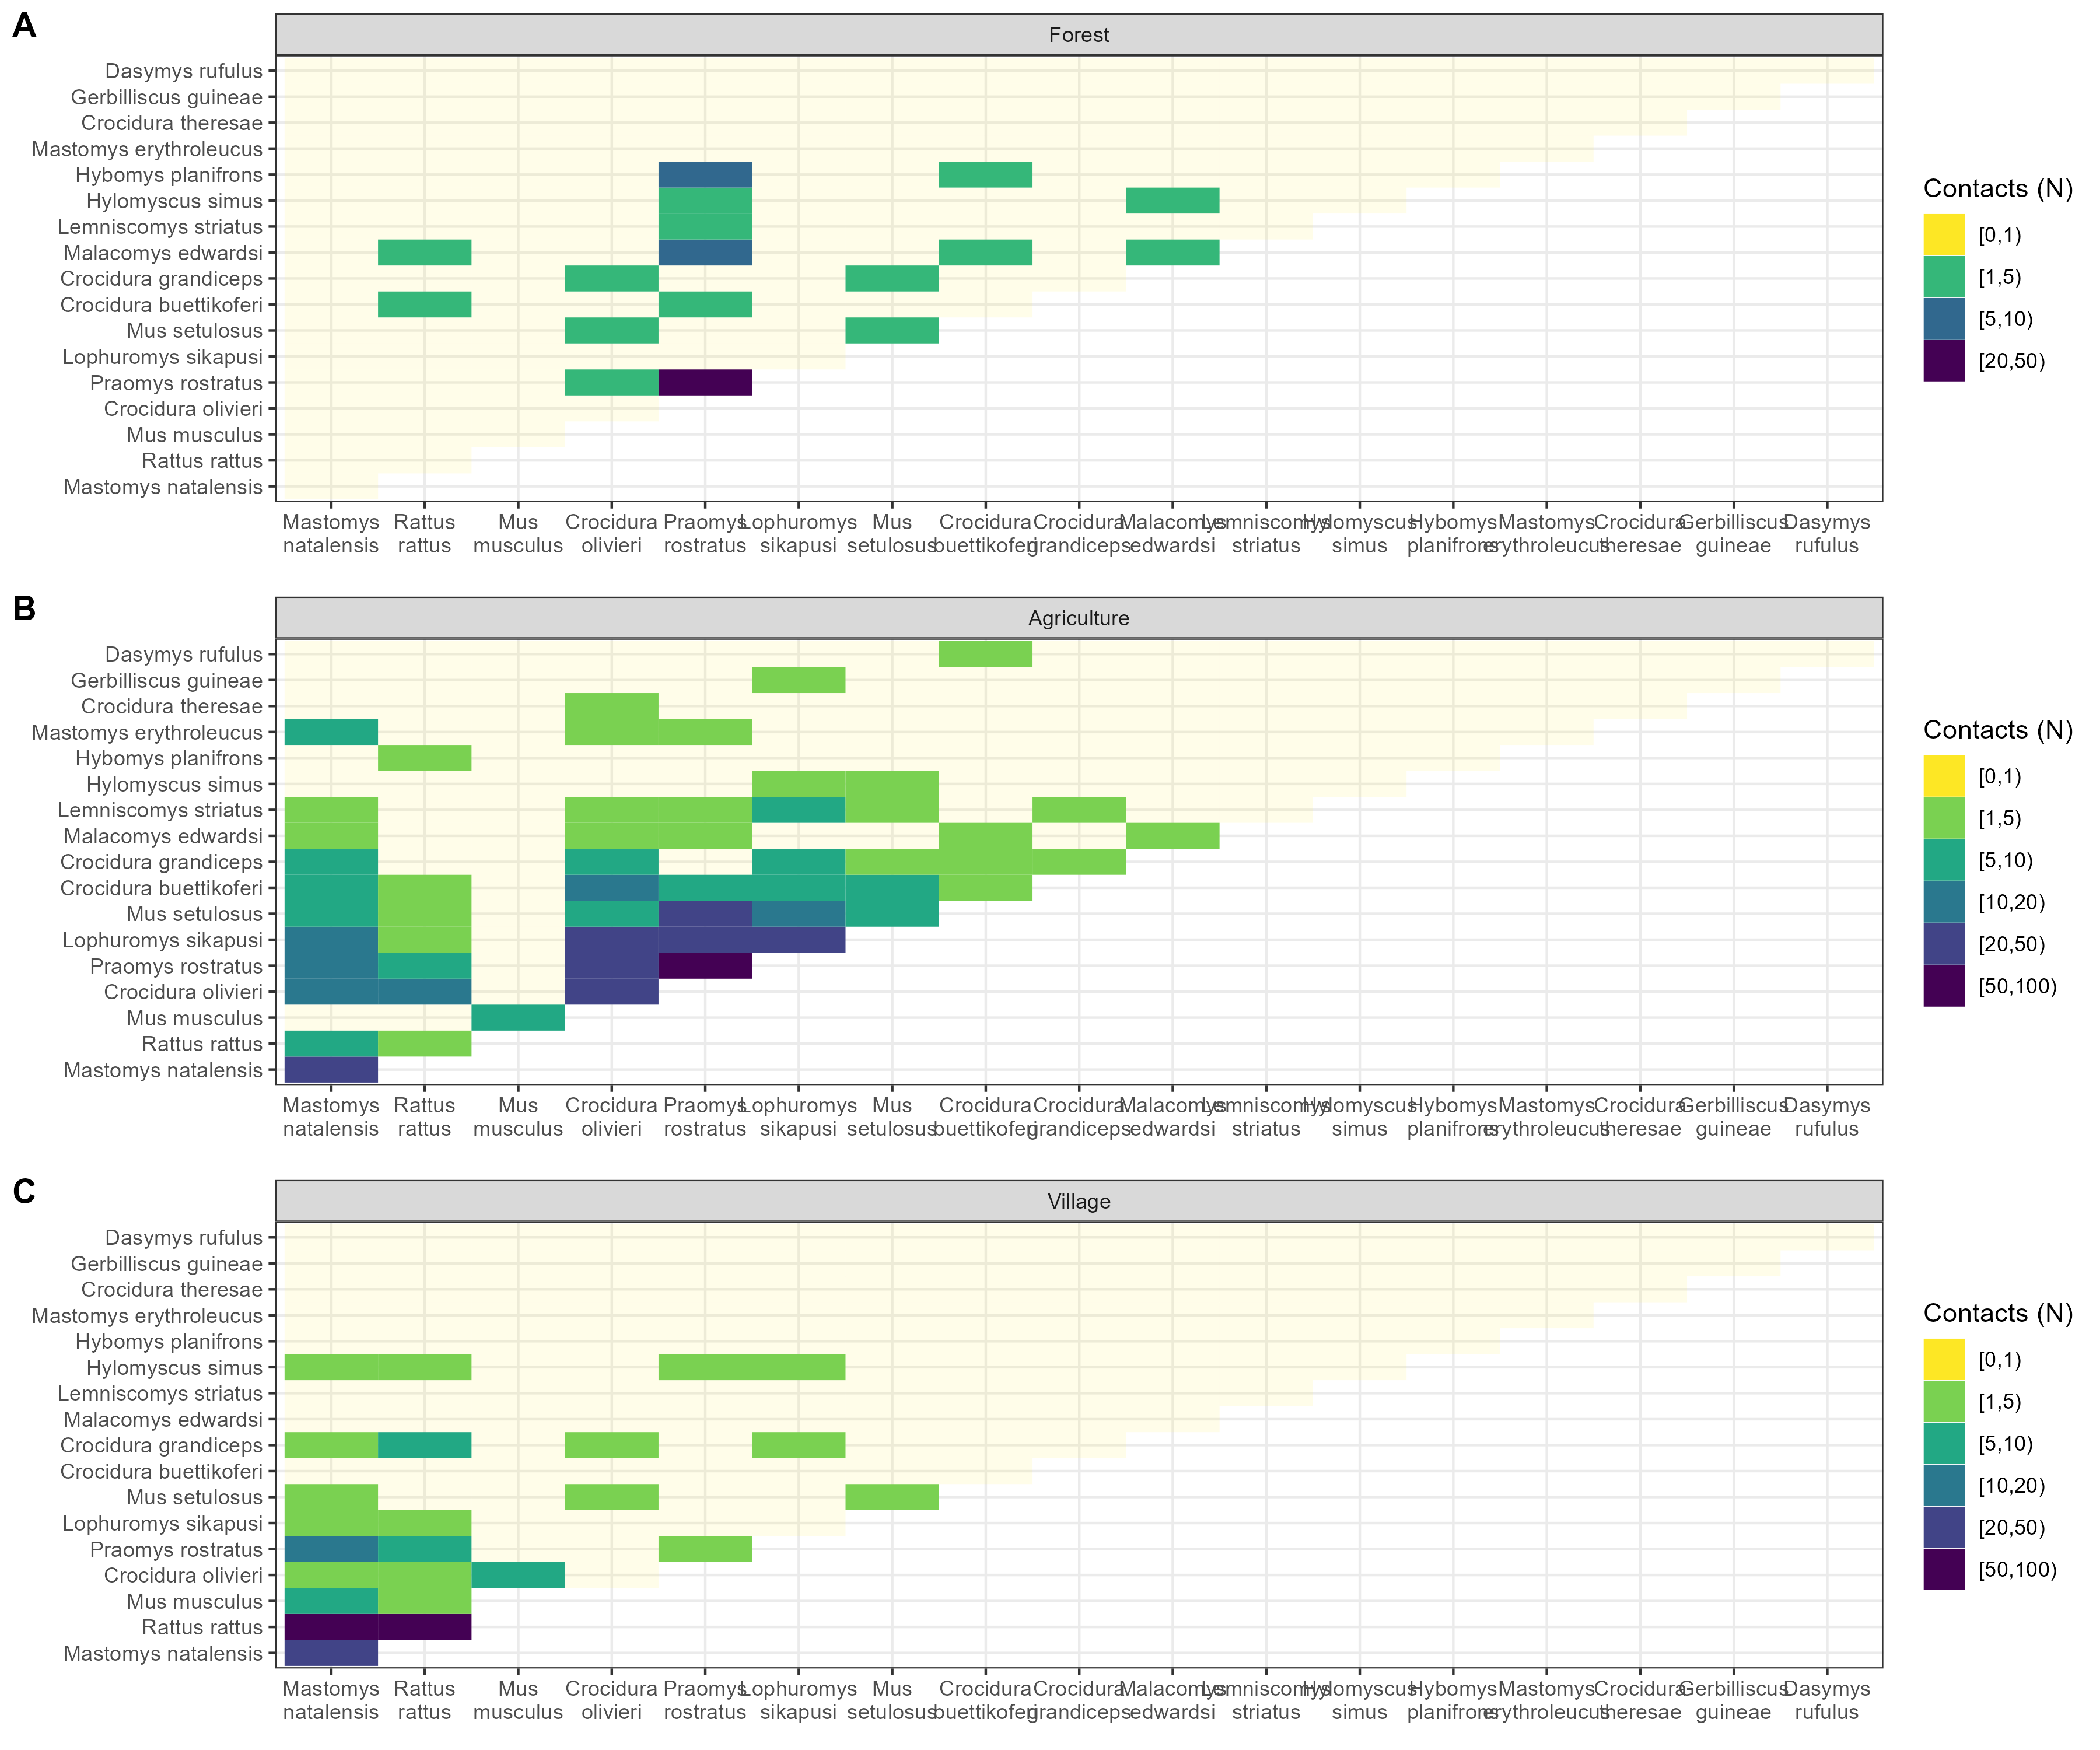 A
Forest
Dasymys rufulus
Gerbilliscus guineae
Crocidura theresae
Mastomys erythroleucus
Hybomys planifrons
Hylomyscus simus
Lemniscomys striatus
Malacomys edwardsi
Crocidura grandiceps
Crocidura buettikoferi
Mus setulosus
Lophuromys sikapusi
Praomys rostratus
Crocidura olivieri
Mus musculus
Rattus rattus
Mastomys natalensis
Mastomys Rattus Mus Crocidura Praomys Lophuromys Mus Crocidura Crocidura Malacomys Lemniscomys Hylomyscus Hybomys Mastomys Crocidura Gerbilliscus Dasymys
natalensis rattus musculus olivieri rostratus sikapusi setulosus buettikoferi grandiceps edwardsi striatus simus planifrons erythroleucus theresae guineae rufulus
Contacts (N)
[0,1)
[1,5)
[5,10)
[20,50)
B
Agriculture
Dasymys rufulus
Gerbilliscus guineae
Crocidura theresae
Mastomys erythroleucus
Hybomys planifrons
Hylomyscus simus
Lemniscomys striatus
Malacomys edwardsi
Crocidura grandiceps
Crocidura buettikoferi
Mus setulosus
Lophuromys sikapusi
Praomys rostratus
Crocidura olivieri
Mus musculus
Rattus rattus
Mastomys natalensis
Mastomys Rattus Mus Crocidura Praomys Lophuromys Mus Crocidura Crocidura Malacomys Lemniscomys Hylomyscus Hybomys Mastomys Crocidura Gerbilliscus Dasymys
natalensis rattus musculus olivieri rostratus sikapusi setulosus buettikoferi grandiceps edwardsi striatus simus planifrons erythroleucus theresae guineae rufulus
Contacts (N)
[0,1)
[1,5)
[5,10)
[10,20)
[20,50)
[50,100)
C
Village
Dasymys rufulus
Gerbilliscus guineae
Crocidura theresae
Mastomys erythroleucus
Hybomys planifrons
Hylomyscus simus
Lemniscomys striatus
Malacomys edwardsi
Crocidura grandiceps
Crocidura buettikoferi
Mus setulosus
Lophuromys sikapusi
Praomys rostratus
Crocidura olivieri
Mus musculus
Rattus rattus
Mastomys natalensis
Mastomys Rattus Mus Crocidura Praomys Lophuromys Mus Crocidura Crocidura Malacomys Lemniscomys Hylomyscus Hybomys Mastomys Crocidura Gerbilliscus Dasymys
natalensis rattus musculus olivieri rostratus sikapusi setulosus buettikoferi grandiceps edwardsi striatus simus planifrons erythroleucus theresae guineae rufulus
Contacts (N)
[0,1)
[1,5)
[5,10)
[10,20)
[20,50)
[50,100)